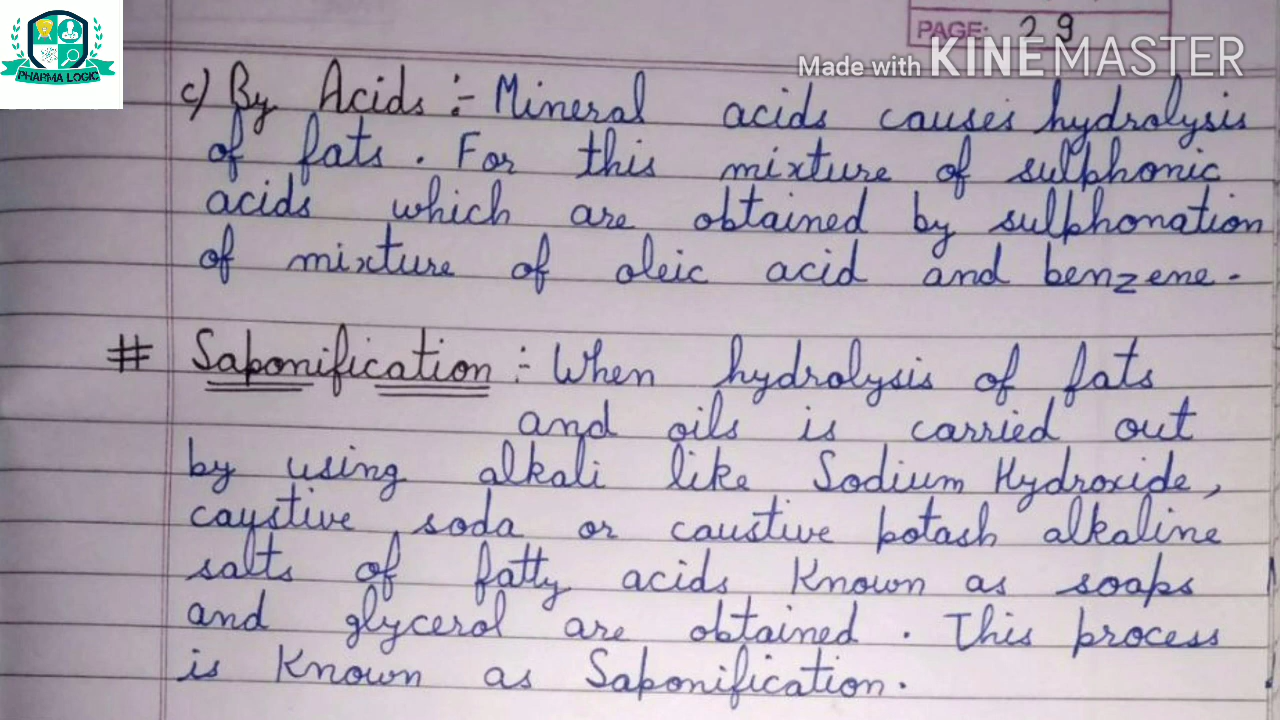 PHARMA LOGIC
PAGE: 29
Made with KINEMASTER
c) By Acids :- Mineral acids causes hydrolysis
of fats. For this mixture of sulphonic
acids which are obtained by sulphonation
of mixture of oleic acid and benzene.
# Saponification :- When hydrolysis of fats
and oils is carried out
by using alkali like Sodium Hydroxide,
caustive soda or caustive potash alkaline
salts of fatty acids Known as soaps
and glycerol are obtained. This process
is Known as Saponification.